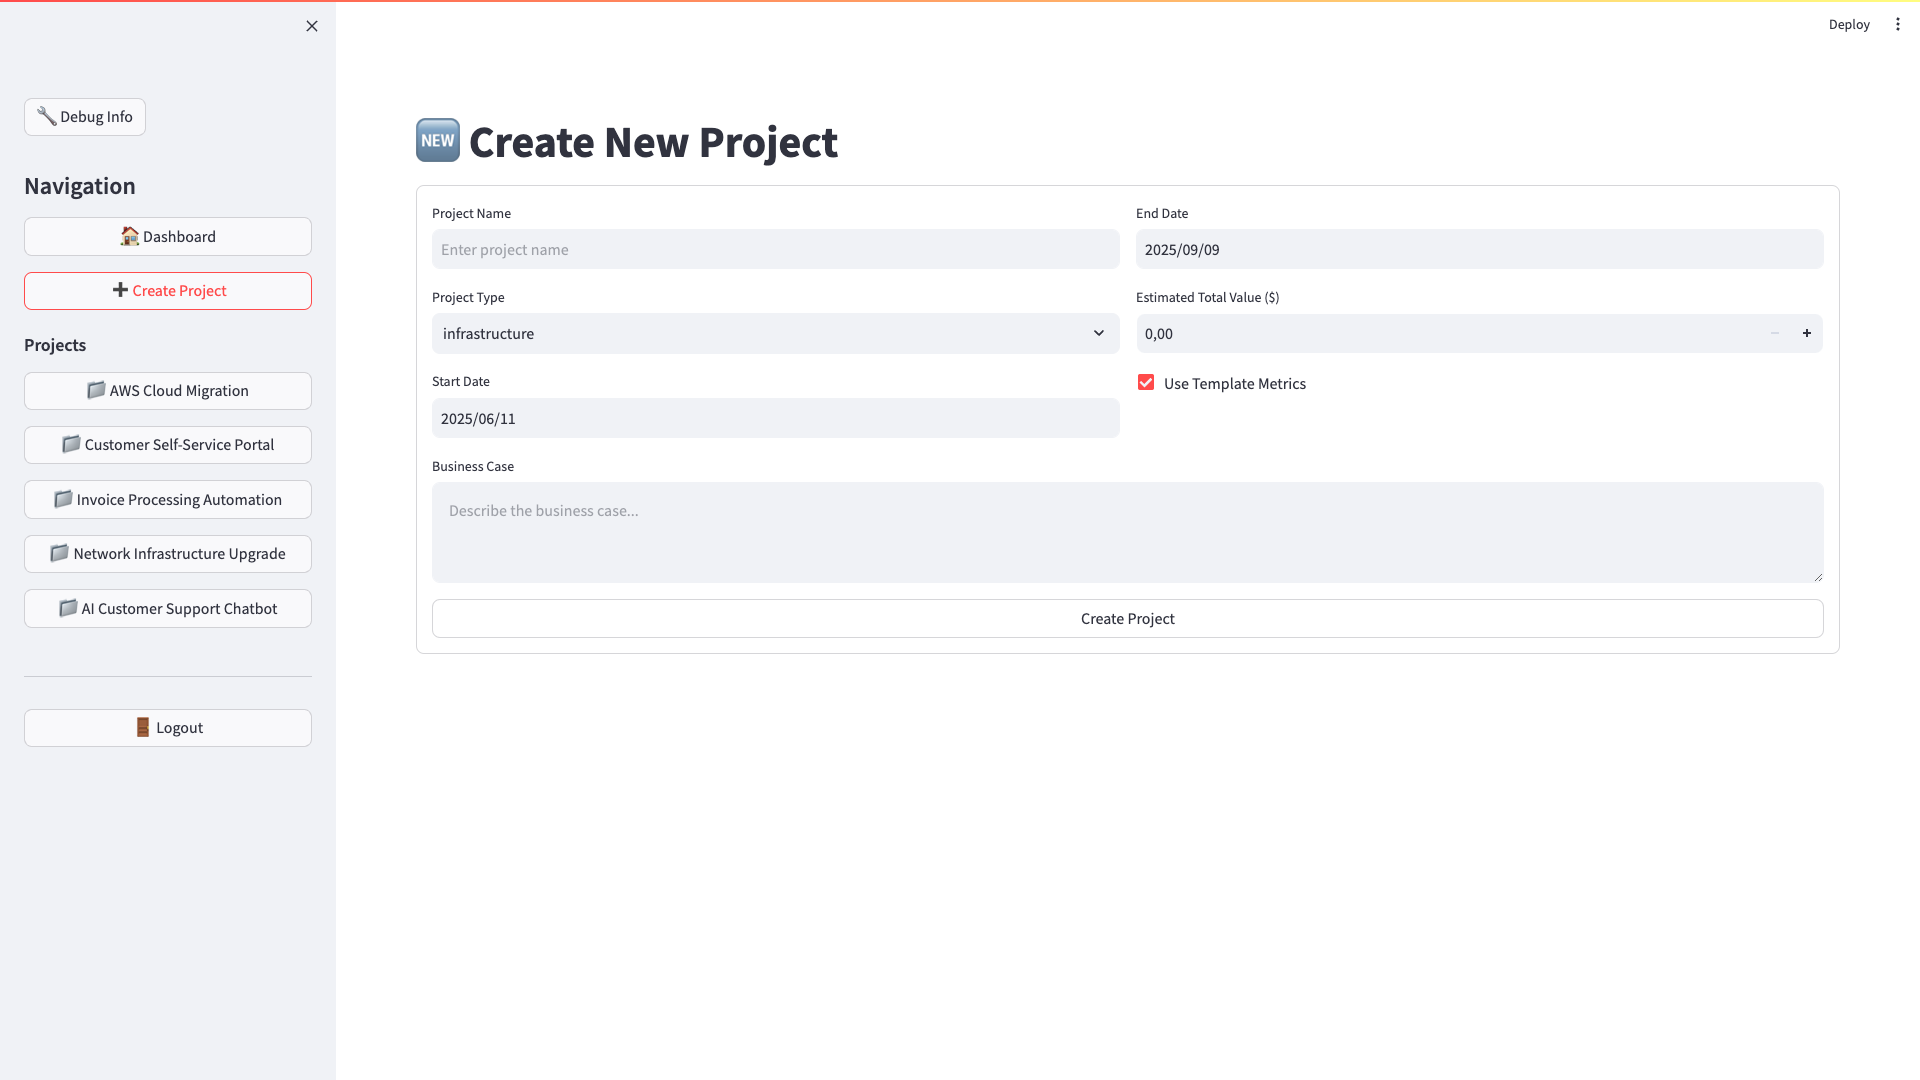 Deploy
Debug Info
Navigation
Dashboard
Create Project
Projects
AWS Cloud Migration
Customer Self-Service Portal
Invoice Processing Automation
Network Infrastructure Upgrade
AI Customer Support Chatbot
Logout
NEW Create New Project
Project Name
Enter project name
End Date
2025/09/09
Project Type
infrastructure
Estimated Total Value ($)
0,00
Start Date
2025/06/11
Use Template Metrics
Business Case
Describe the business case...
Create Project